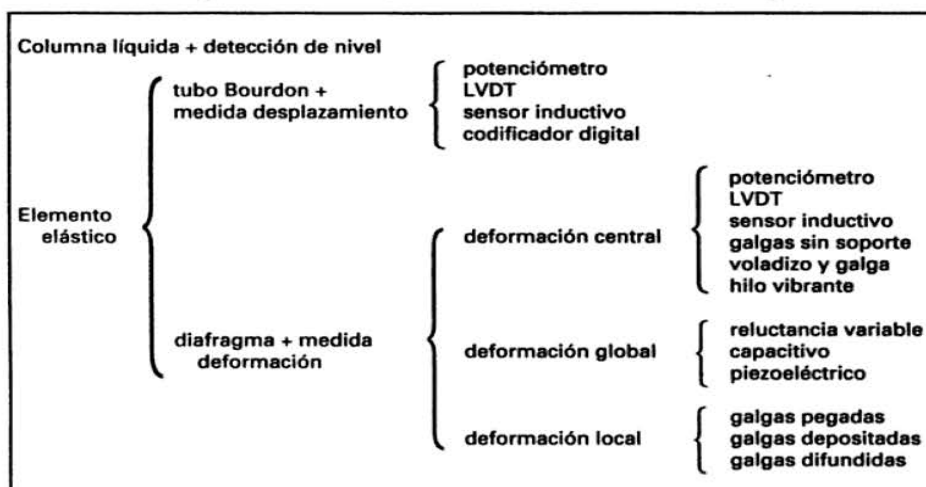 Columna líquida + detección de nivel
Elemento
elástico
tubo Bourdon +
medida desplazamiento
potenciómetro
LVDT
sensor inductivo
codificador digital
diafragma + medida
deformación
deformación central
potenciómetro
LVDT
sensor inductivo
galgas sin soporte
voladizo y galga
hilo vibrante
deformación global
reluctancia variable
capacitivo
piezoeléctrico
deformación local
galgas pegadas
galgas depositadas
galgas difundidas